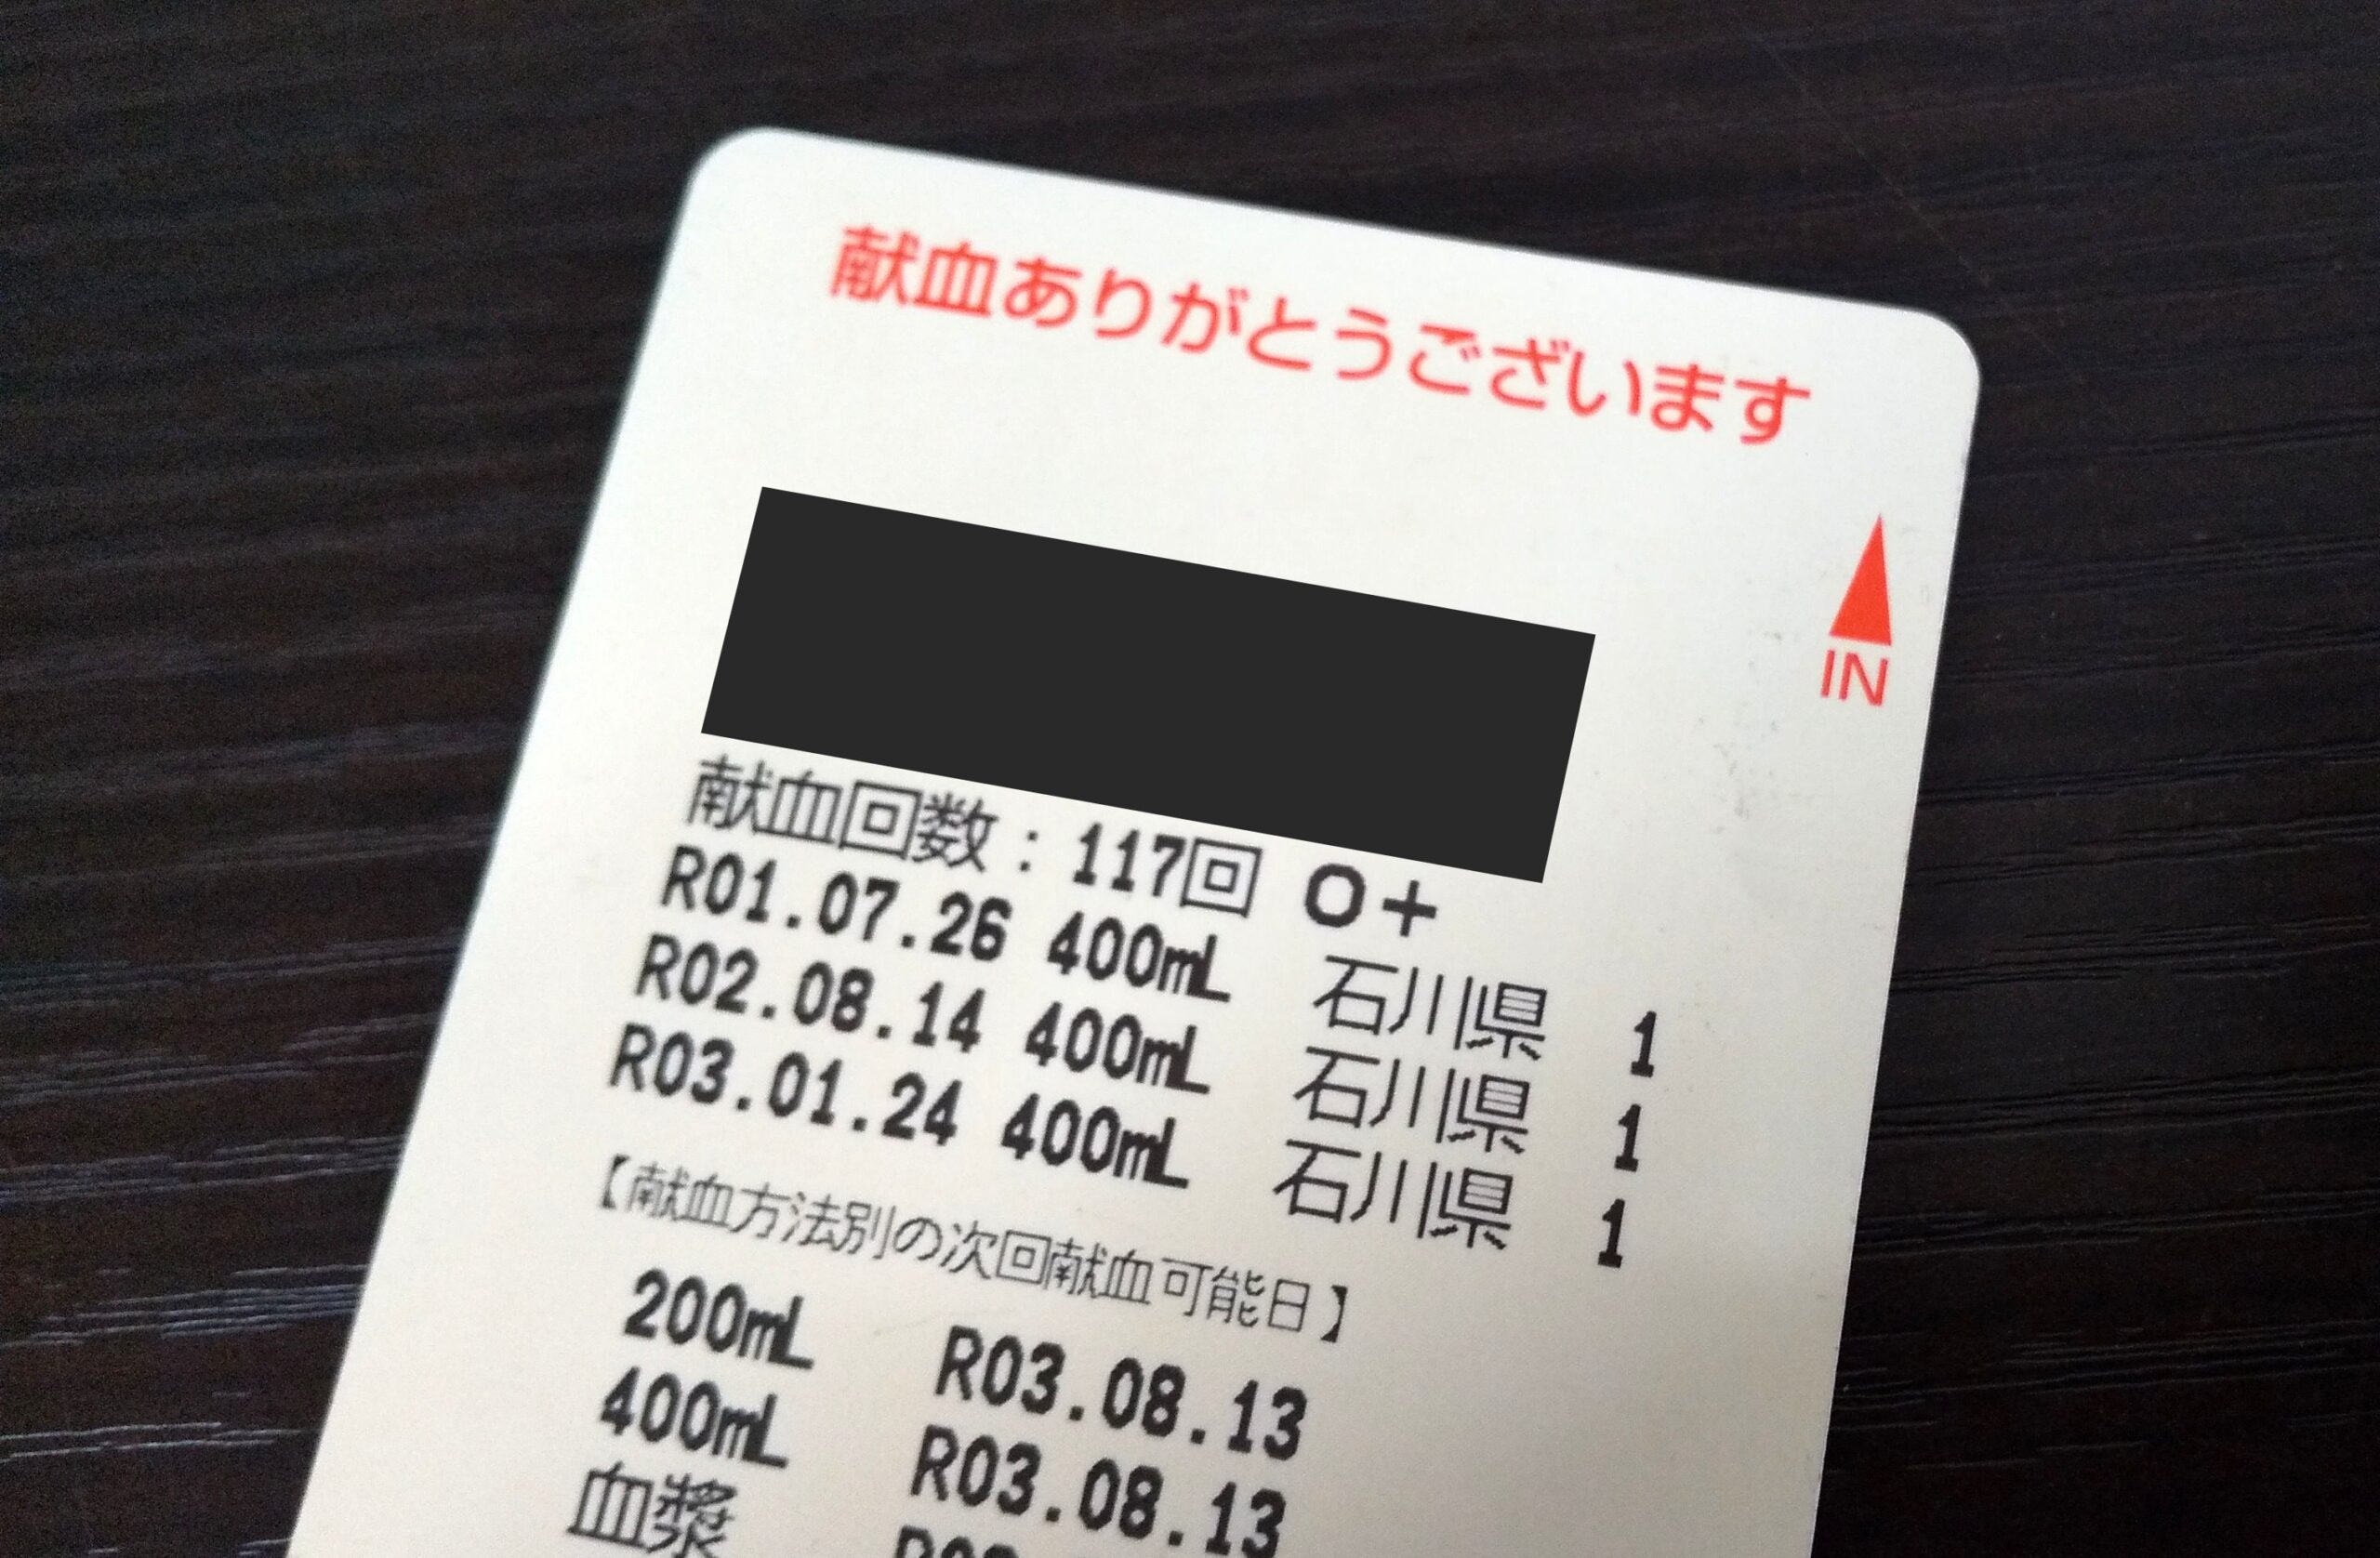 献血ありがとうございます
IN
献血回数：117回 O+
R01.07.26 400mL 石川県 1
R02.08.14 400mL 石川県 1
R03.01.24 400mL 石川県 1
【献血方法別の次回献血可能日】
200mL R03.08.13
400mL R03.08.13
血漿